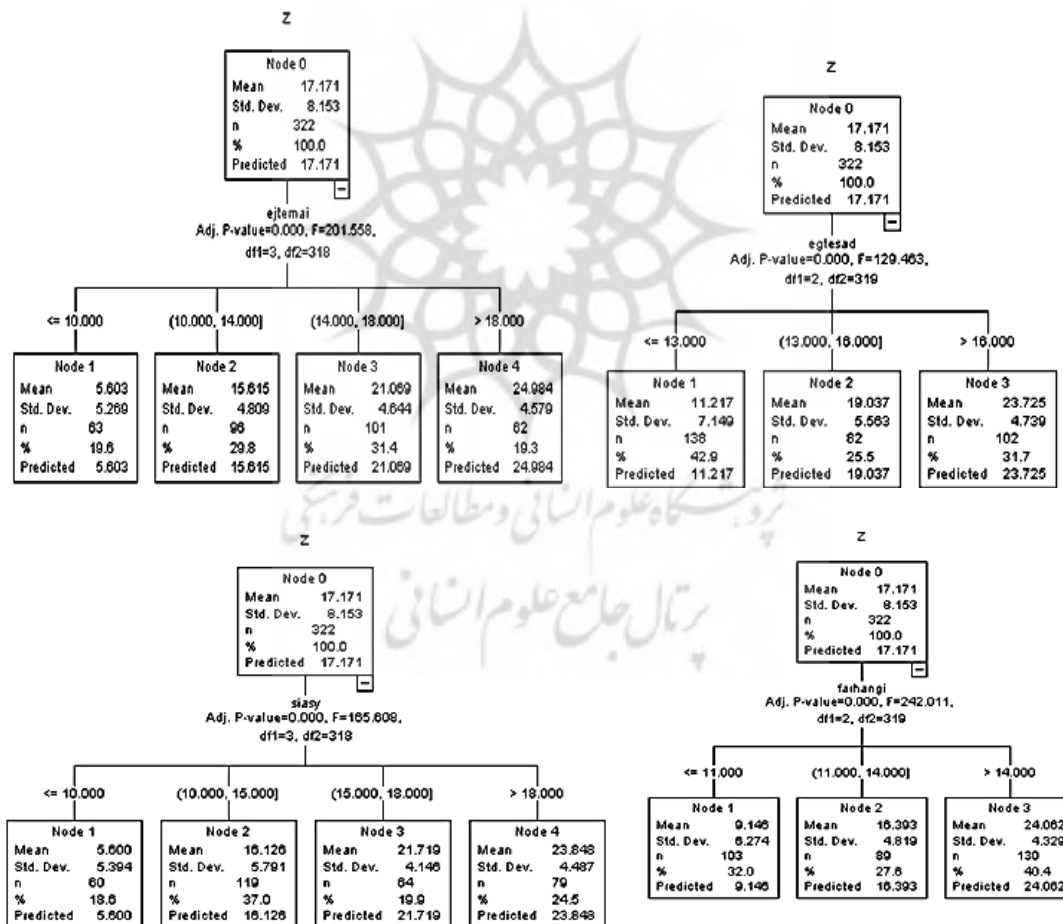 Z
Node 0
Mean 17.171
Std. Dev. 8.153
n 322
% 100.0
Predicted 17.171
ejtemai
Adj. P-value=0.000, F=201.558,
df1=3, df2=318
<= 10.000
(10.000, 14.000]
(14.000, 18.000]
> 18.000
Node 1
Mean 5.603
Std. Dev. 5.269
n 63
% 19.6
Predicted 5.603
Node 2
Mean 15.615
Std. Dev. 4.809
n 96
% 29.8
Predicted 15.615
Node 3
Mean 21.069
Std. Dev. 4.644
n 101
% 31.4
Predicted 21.069
Node 4
Mean 24.984
Std. Dev. 4.579
n 62
% 19.3
Predicted 24.984
Z
Node 0
Mean 17.171
Std. Dev. 8.153
n 322
% 100.0
Predicted 17.171
egtesad
Adj. P-value=0.000, F=129.463,
df1=2, df2=319
<= 13.000
(13.000, 16.000]
> 16.000
Node 1
Mean 11.217
Std. Dev. 7.149
n 138
% 42.9
Predicted 11.217
Node 2
Mean 19.037
Std. Dev. 5.563
n 82
% 25.5
Predicted 19.037
Node 3
Mean 23.725
Std. Dev. 4.739
n 102
% 31.7
Predicted 23.725
پژوهشگاه علوم انسانی و مطالعات فرهنگی
پرتال جامع علوم انسانی
Z
Node 0
Mean 17.171
Std. Dev. 8.153
n 322
% 100.0
Predicted 17.171
siasy
Adj. P-value=0.000, F=165.608,
df1=3, df2=318
<= 10.000
(10.000, 15.000]
(15.000, 18.000]
> 18.000
Node 1
Mean 5.600
Std. Dev. 5.394
n 60
% 18.6
Predicted 5.600
Node 2
Mean 16.126
Std. Dev. 5.791
n 119
% 37.0
Predicted 16.126
Node 3
Mean 21.719
Std. Dev. 4.146
n 64
% 19.9
Predicted 21.719
Node 4
Mean 23.848
Std. Dev. 4.487
n 79
% 24.5
Predicted 23.848
Z
Node 0
Mean 17.171
Std. Dev. 8.153
n 322
% 100.0
Predicted 17.171
farhangi
Adj. P-value=0.000, F=242.011,
df1=2, df2=319
<= 11.000
(11.000, 14.000]
> 14.000
Node 1
Mean 9.146
Std. Dev. 6.274
n 103
% 32.0
Predicted 9.146
Node 2
Mean 16.393
Std. Dev. 4.819
n 89
% 27.6
Predicted 16.393
Node 3
Mean 24.062
Std. Dev. 4.329
n 130
% 40.4
Predicted 24.062